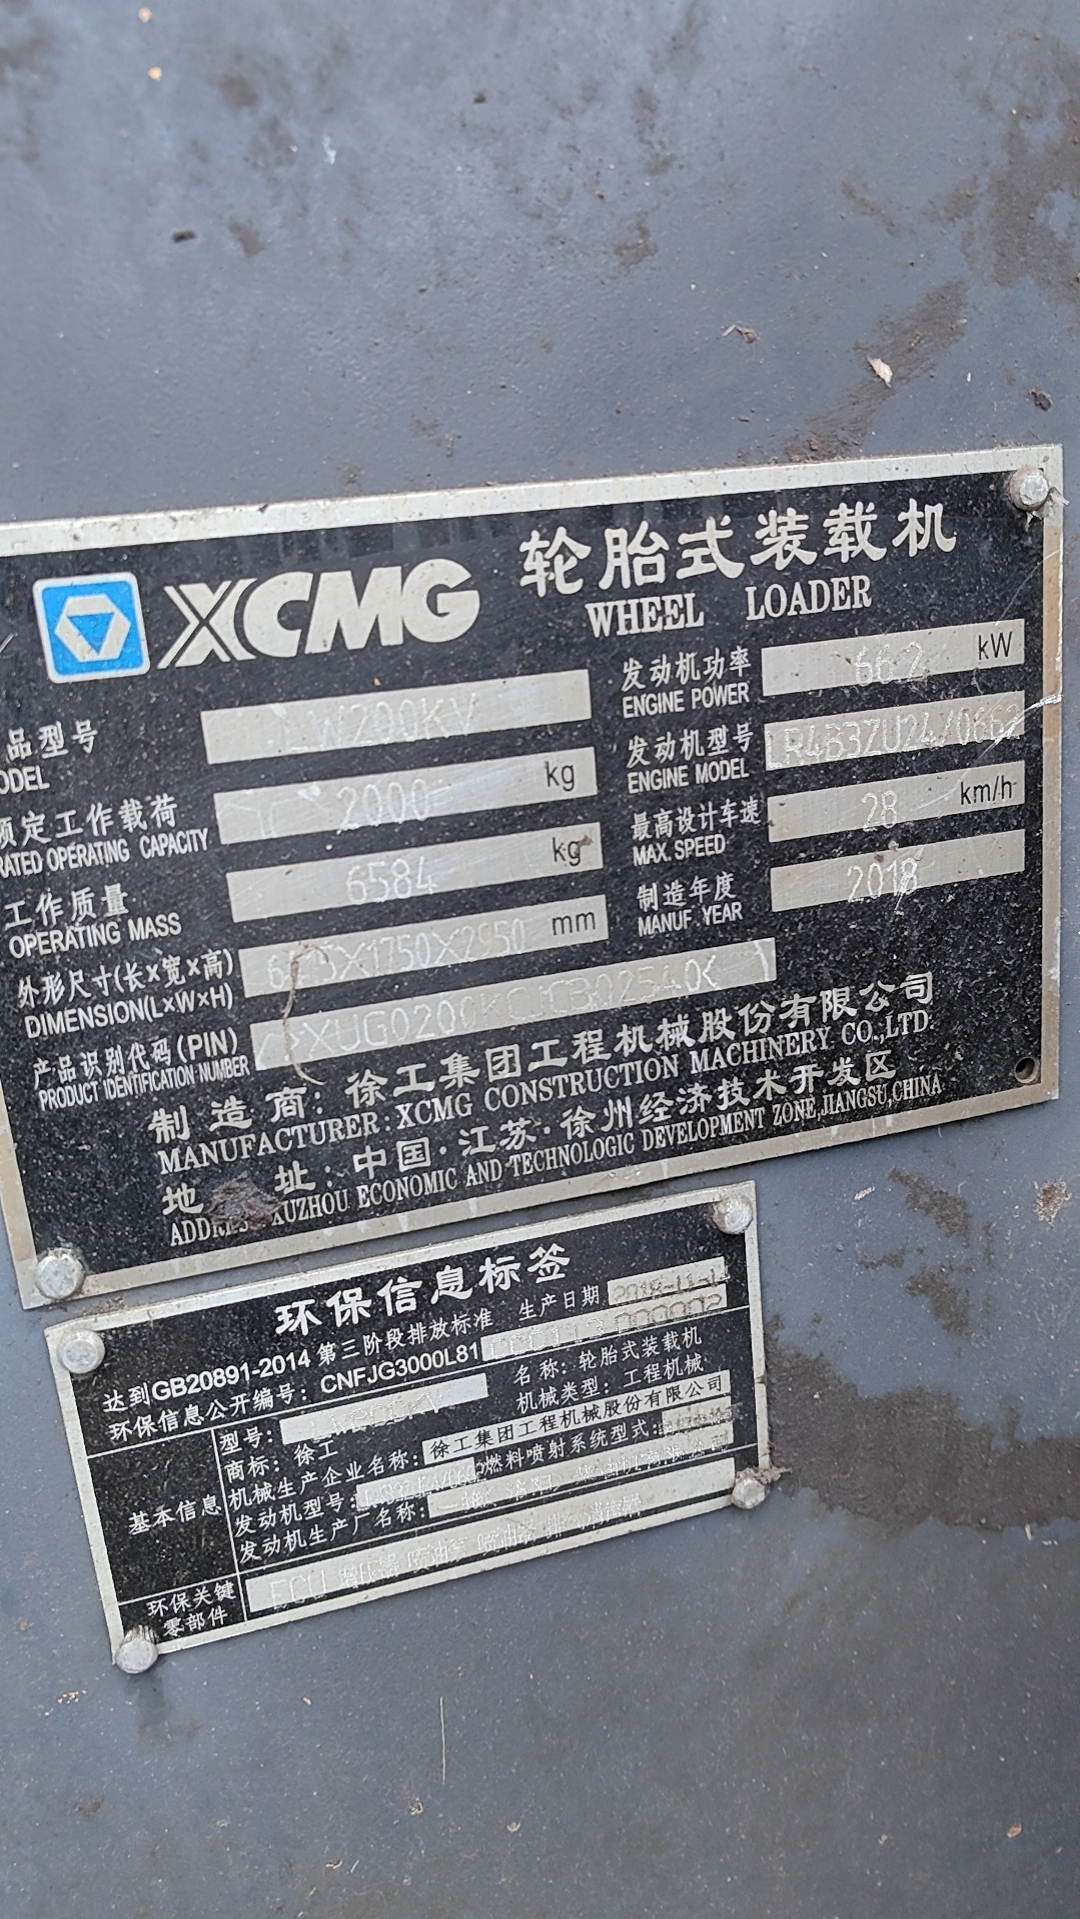 XCMG 轮胎式装载机
WHEEL LOADER
品型号 LW200KV
ODEL
额定工作载荷 2000 kg
RATED OPERATING CAPACITY
工作质量 6584 kg
OPERATING MASS
外形尺寸(长×宽×高) mm
DIMENSION(L×W×H)
产品识别代码(PIN)
PRODUCT IDENTIFICATION NUMBER
发动机功率 66.2 kW
ENGINE POWER
发动机型号 LR4B3ZU24/0662
ENGINE MODEL
最高设计车速 28 km/h
MAX. SPEED
制造年度 2018
MANUF YEAR
制造商:徐工集团工程机械股份有限公司
MANUFACTURER:XCMG CONSTRUCTION MACHINERY CO.,LTD.
地址:中国·江苏·徐州经济技术开发区
XUZHOU ECONOMIC AND TECHNOLOGIC DEVELOPMENT ZONE,JIANGSU,CHINA
环保信息标签
达到GB20891-2014 第三阶段排放标准 生产日期
环保信息公开编号:CNFJG3000L81
型号: 名称:轮胎式装载机
商标:徐工 机械类型:工程机械
基本信息
机械生产企业名称:徐工集团工程机械股份有限公司
发动机型号: 燃料喷射系统型式:
发动机生产厂名称:
环保关键
零部件
ECU 增压器 喷油泵 喷油器